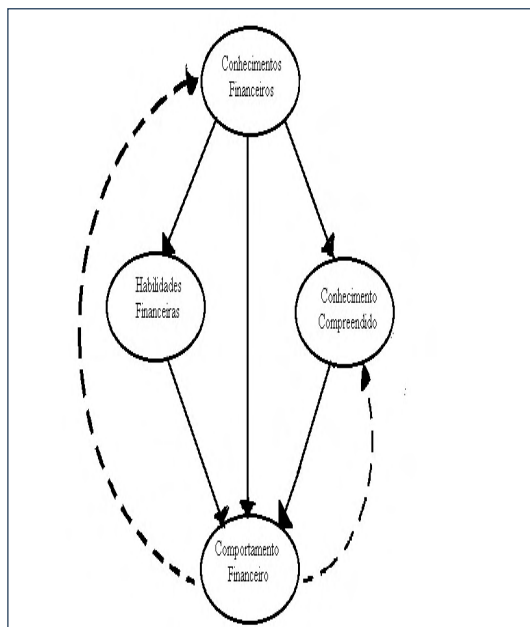 Conhecimentos
Financeiros
Habilidades
Financeiras
Conhecimento
Compreendido
Comportamento
Financeiro